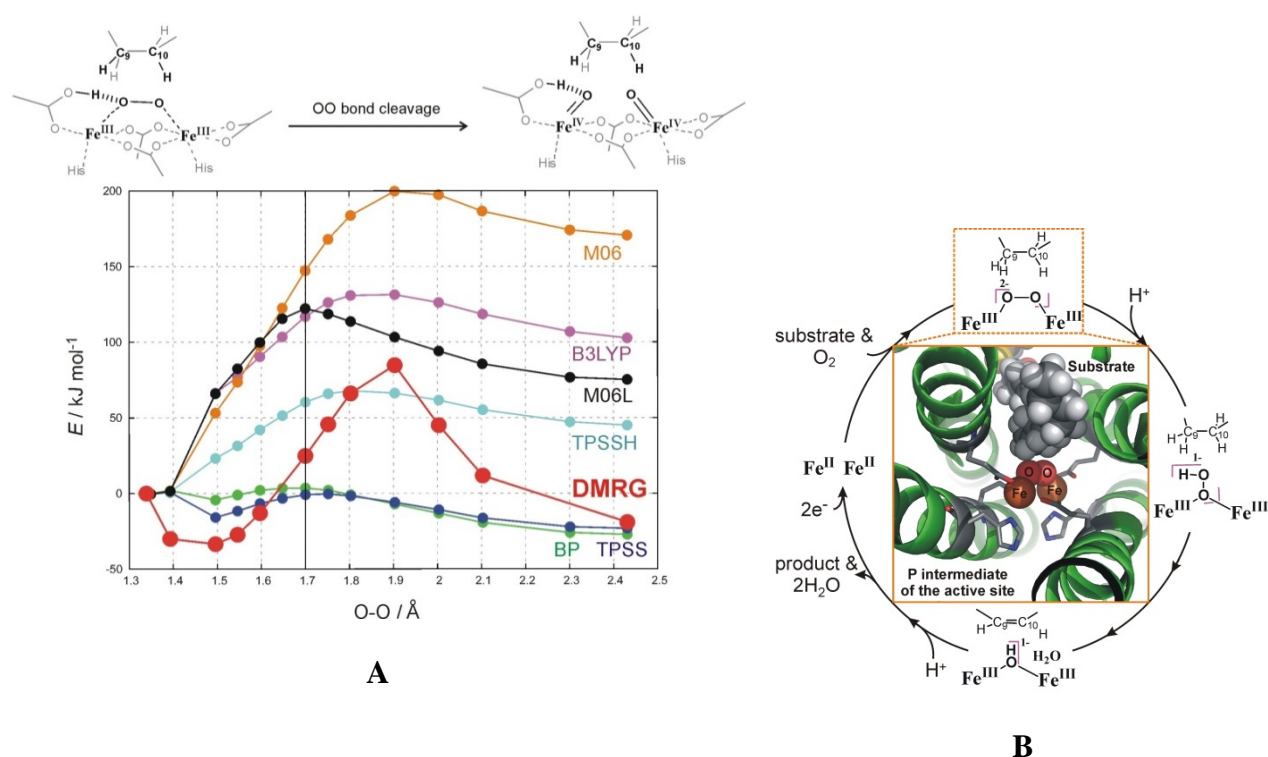 H
C9 C10
H H H
O H O O
O Fe III Fe III O
O O O
His His
OO bond cleavage
H
C9 C10
H H H
O H O O
O Fe IV Fe IV O
O O O
His His
200
150
100
50
0
-50
E / kJ mol-1
M06
B3LYP
M06L
TPSSH
DMRG
BP TPSS
1.3 1.4 1.5 1.6 1.7 1.8 1.9 2 2.1 2.2 2.3 2.4 2.5
O-O / Å
A
H
C9 C10
H H
2-
O O
Fe III Fe III
H+
substrate &
O2
Substrate
O O
Fe Fe
P intermediate
of the active site
H
H C9 C10
H H
1-
H-O
O
Fe III Fe III
Fe II Fe II
2e-
product &
2H2O
C9 C10
H H
H 1-
O H2O
Fe III Fe III
H+
B